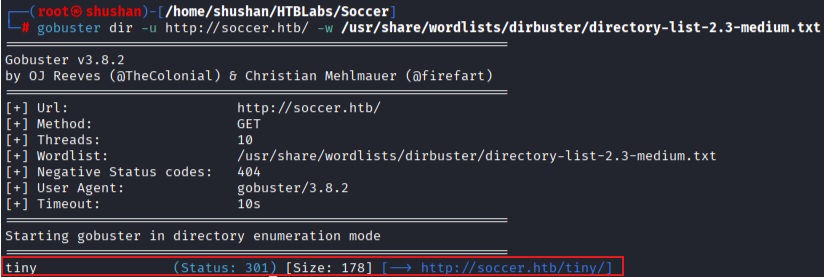 ┌──(root㉿shushan)-[/home/shushan/HTBLabs/Soccer]
└─# gobuster dir -u http://soccer.htb/ -w /usr/share/wordlists/dirbuster/directory-list-2.3-medium.txt
===============================================================
Gobuster v3.8.2
by OJ Reeves (@TheColonial) & Christian Mehlmauer (@firefart)
===============================================================
[+] Url:                     http://soccer.htb/
[+] Method:                  GET
[+] Threads:                 10
[+] Wordlist:                /usr/share/wordlists/dirbuster/directory-list-2.3-medium.txt
[+] Negative Status codes:   404
[+] User Agent:              gobuster/3.8.2
[+] Timeout:                 10s
===============================================================
Starting gobuster in directory enumeration mode
===============================================================
tiny                 (Status: 301) [Size: 178] [--> http://soccer.htb/tiny/]